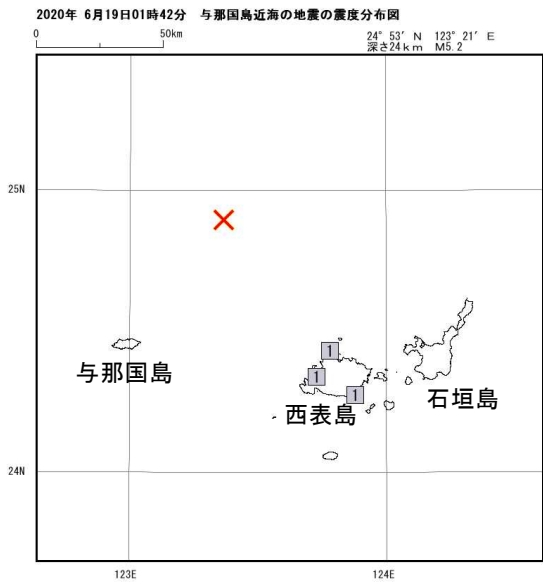 2020年 6月19日01時42分 与那国島近海の地震の震度分布図
0 50km
24° 53′ N 123° 21′ E
深さ24km M5.2
25N
1
与那国島
1
1
西表島
石垣島
24N
123E 124E